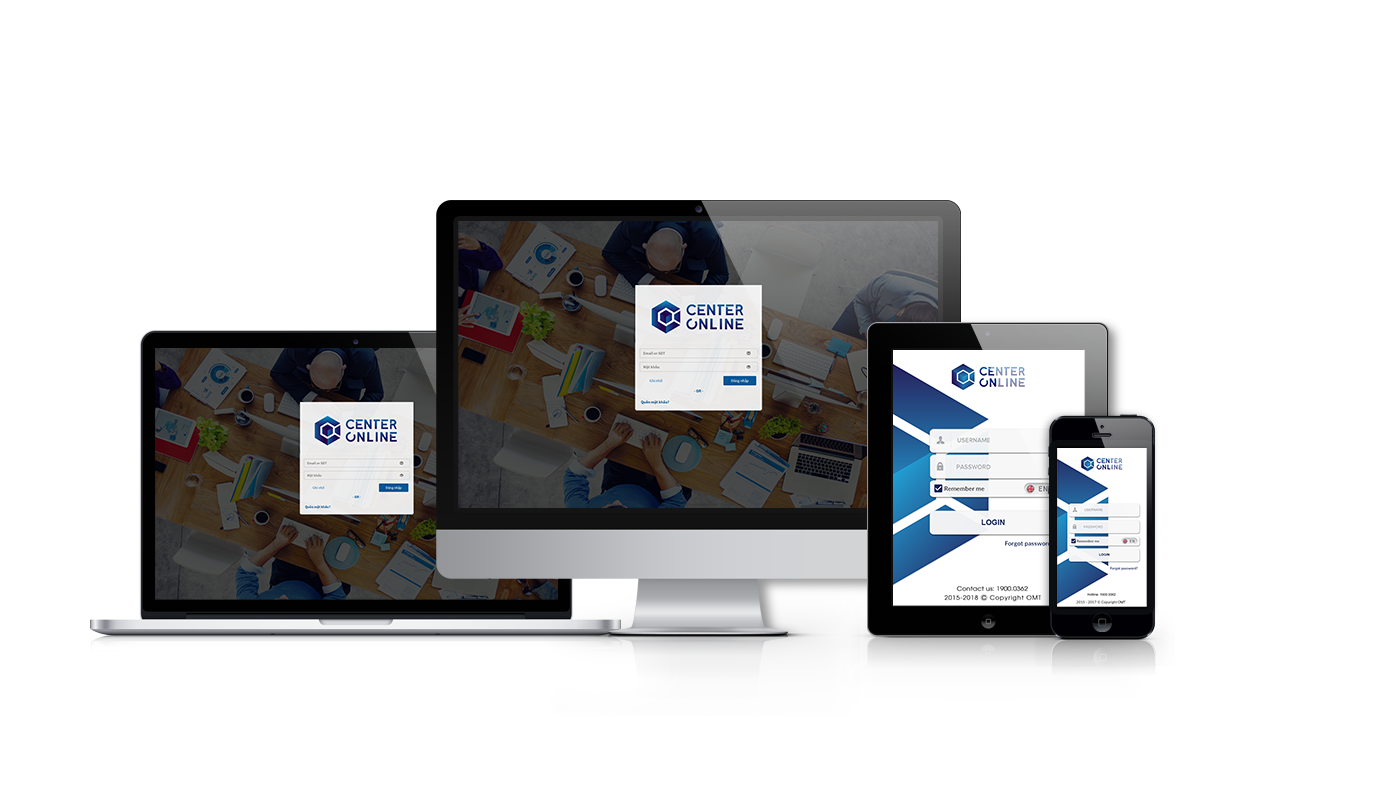 CENTER
ONLINE
Email or SĐT
Mật khẩu
Ghi nhớ
Đăng nhập
- OR -
Quên mật khẩu?
CENTER
ONLINE
Email or SĐT
Mật khẩu
Ghi nhớ
Đăng nhập
- OR -
Quên mật khẩu?
CENTER
ONLINE
USERNAME
PASSWORD
Remember me
EN
LOGIN
Forgot password
Contact us: 1900.0362
2015-2018 © Copyright OMT
CENTER
ONLINE
USERNAME
PASSWORD
Remember me
EN
LOGIN
Forgot password?
Hotline: 1900.0362
2015 - 2017 © Copyright OMT